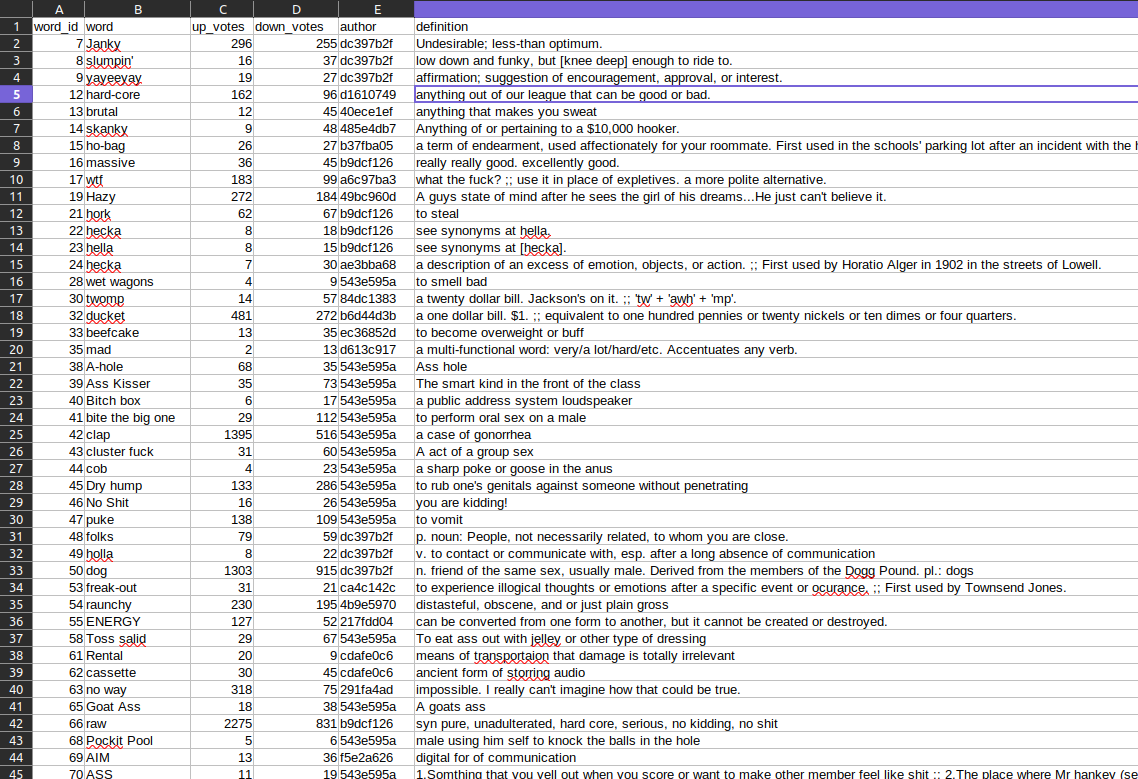 A B C D E
1 word_id word up_votes down_votes author definition
2 7 Janky 296 255 dc397b2f Undesirable; less-than optimum.
3 8 slumpin' 16 37 dc397b2f low down and funky, but [knee deep] enough to ride to.
4 9 yayeeyay 19 27 dc397b2f affirmation; suggestion of encouragement, approval, or interest.
5 12 hard-core 162 96 d1610749 anything out of our league that can be good or bad.
6 13 brutal 12 45 40ece1ef anything that makes you sweat
7 14 skanky 9 48 485e4db7 Anything of or pertaining to a $10,000 hooker.
8 15 ho-bag 26 27 b37fba05 a term of endearment, used affectionately for your roommate. First used in the schools' parking lot after an incident with the h
9 16 massive 36 45 b9dcf126 really really good. excellently good.
10 17 wtf 183 99 a6c97ba3 what the fuck? ;; use it in place of expletives. a more polite alternative.
11 19 Hazy 272 184 49bc960d A guys state of mind after he sees the girl of his dreams...He just can't believe it.
12 21 hork 62 67 b9dcf126 to steal
13 22 hecka 8 18 b9dcf126 see synonyms at hella.
14 23 hella 8 15 b9dcf126 see synonyms at [hecka].
15 24 hecka 7 30 ae3bba68 a description of an excess of emotion, objects, or action. ;; First used by Horatio Alger in 1902 in the streets of Lowell.
16 28 wet wagons 4 9 543e595a to smell bad
17 30 twomp 14 57 84dc1383 a twenty dollar bill. Jackson's on it. ;; 'tw' + 'awh' + 'mp'.
18 32 ducket 481 272 b6d44d3b a one dollar bill. $1. ;; equivalent to one hundred pennies or twenty nickels or ten dimes or four quarters.
19 33 beefcake 13 35 ec36852d to become overweight or buff
20 35 mad 2 13 d613c917 a multi-functional word: very/a lot/hard/etc. Accentuates any verb.
21 38 A-hole 68 35 543e595a Ass hole
22 39 Ass Kisser 35 73 543e595a The smart kind in the front of the class
23 40 Bitch box 6 17 543e595a a public address system loudspeaker
24 41 bite the big one 29 112 543e595a to perform oral sex on a male
25 42 clap 1395 516 543e595a a case of gonorrhea
26 43 cluster fuck 31 60 543e595a A act of a group sex
27 44 cob 4 23 543e595a a sharp poke or goose in the anus
28 45 Dry hump 133 286 543e595a to rub one's genitals against someone without penetrating
29 46 No Shit 16 26 543e595a you are kidding!
30 47 puke 138 109 543e595a to vomit
31 48 folks 79 59 dc397b2f p. noun: People, not necessarily related, to whom you are close.
32 49 holla 8 22 dc397b2f v. to contact or communicate with, esp. after a long absence of communication
33 50 dog 1303 915 dc397b2f n. friend of the same sex, usually male. Derived from the members of the Dogg Pound. pl.: dogs
34 53 freak-out 31 21 ca4c142c to experience illogical thoughts or emotions after a specific event or ocurance. ;; First used by Townsend Jones.
35 54 raunchy 230 195 4b9e5970 distasteful, obscene, and or just plain gross
36 55 ENERGY 127 52 217fdd04 can be converted from one form to another, but it cannot be created or destroyed.
37 58 Toss salid 29 67 543e595a To eat ass out with jelley or other type of dressing
38 61 Rental 20 9 cdafe0c6 means of transportaion that damage is totally irrelevant
39 62 cassette 30 45 cdafe0c6 ancient form of storring audio
40 63 no way 318 75 291fa4ad impossible. I really can't imagine how that could be true.
41 65 Goat Ass 18 38 543e595a A goats ass
42 66 raw 2275 831 b9dcf126 syn pure, unadulterated, hard core, serious, no kidding, no shit
43 68 Pockit Pool 5 6 543e595a male using him self to knock the balls in the hole
44 69 AIM 13 36 f5e2a626 digital for of communication
45 70 ASS 11 19 543e595a 1.Somthing that you yell out when you score or want to make other member feel like shit ;; 2.The place where Mr hankey (se